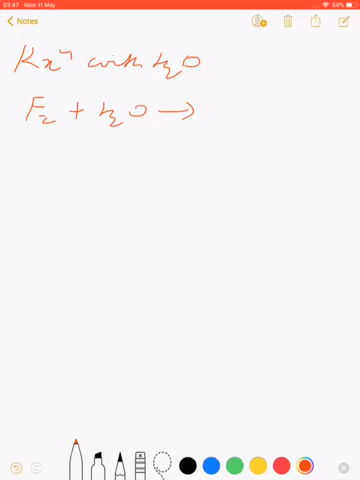 03:47 Mon 11 May 54%
Notes
Rxⁿ with H₂O
F₂ + H₂O →